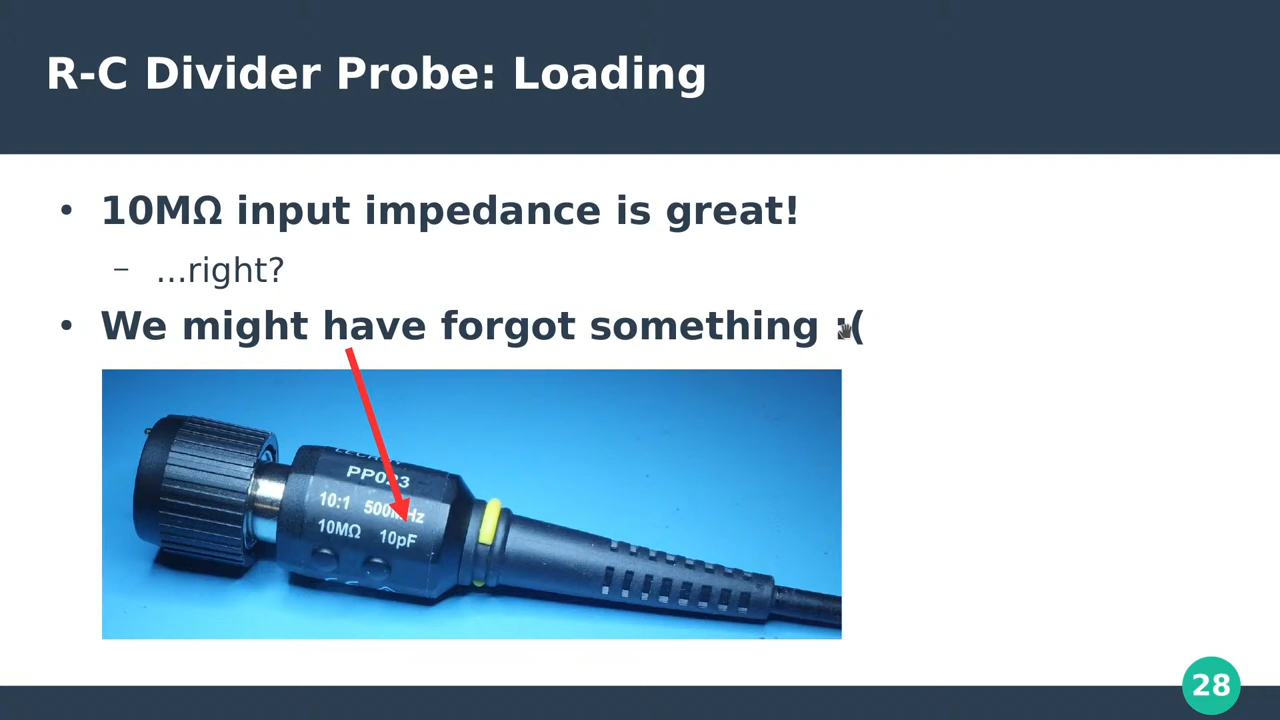 R-C Divider Probe: Loading
• 10MΩ input impedance is great!
– ...right?
• We might have forgot something :(
PP023
10:1 500MHz
10MΩ 10pF
28